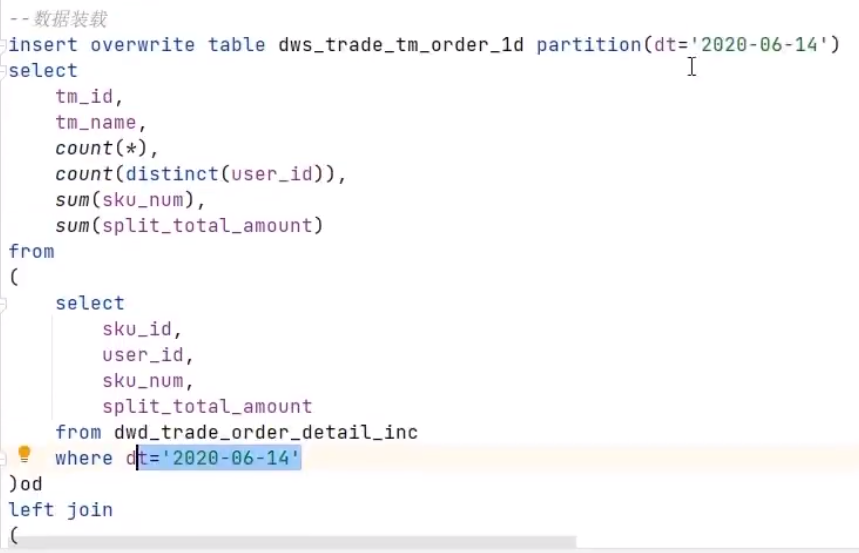 --数据装载
insert overwrite table dws_trade_tm_order_1d partition(dt='2020-06-14')
select
    tm_id,
    tm_name,
    count(*),
    count(distinct(user_id)),
    sum(sku_num),
    sum(split_total_amount)
from
(
    select
        sku_id,
        user_id,
        sku_num,
        split_total_amount
    from dwd_trade_order_detail_inc
    where dt='2020-06-14'
)od
left join
(